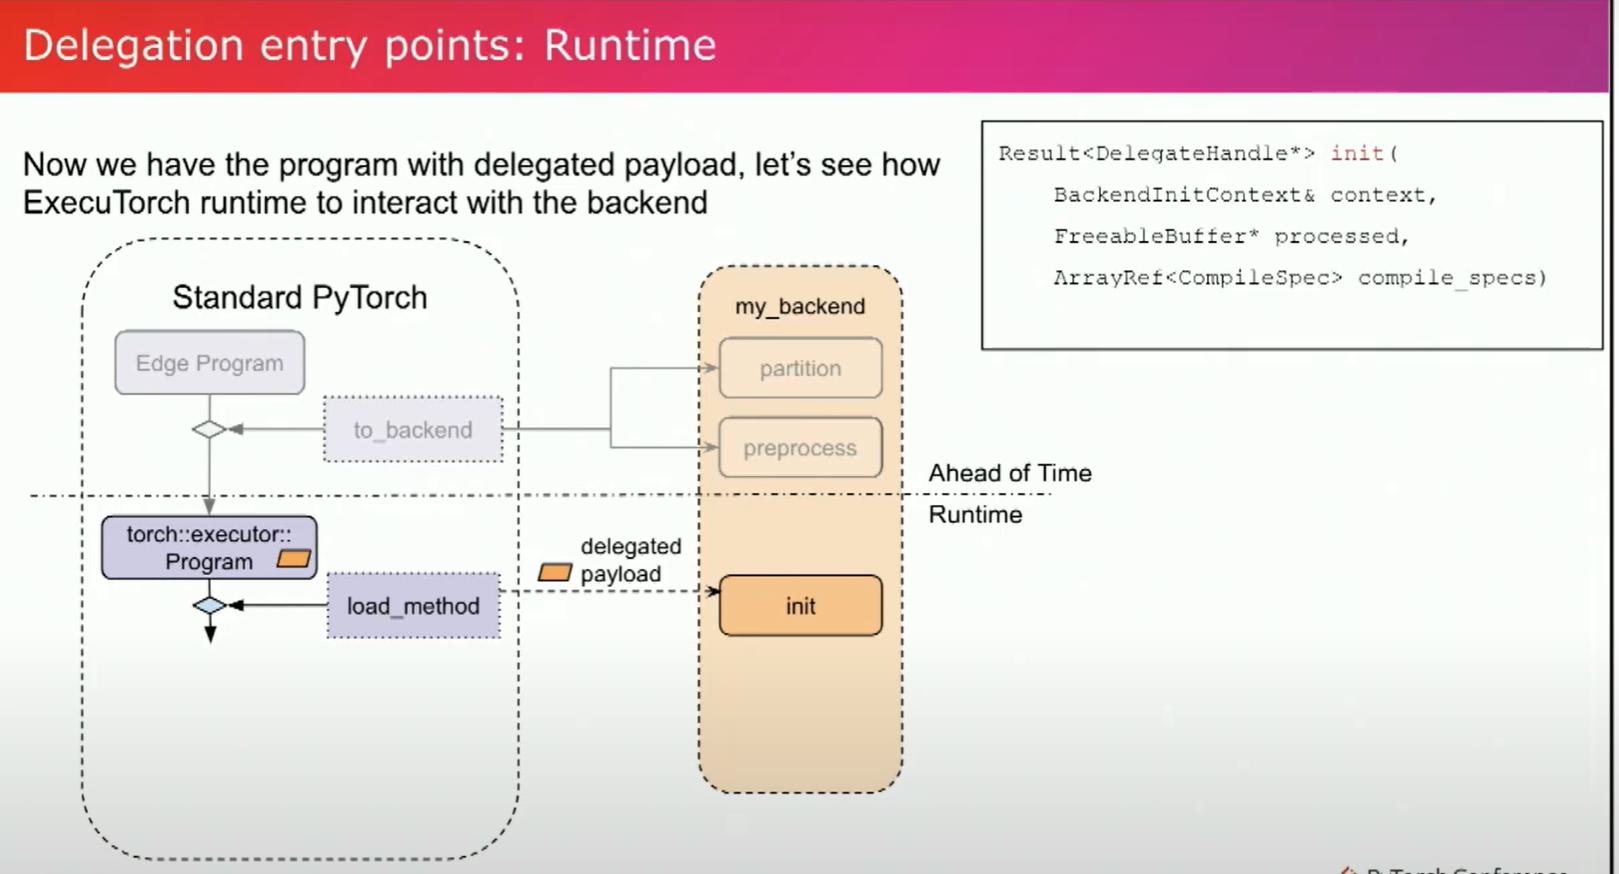 Delegation entry points: Runtime
Now we have the program with delegated payload, let's see how
ExecuTorch runtime to interact with the backend
Result<DelegateHandle*> init(
BackendInitContext& context,
FreeableBuffer* processed,
ArrayRef<CompileSpec> compile_specs)
Standard PyTorch
Edge Program
to_backend
my_backend
partition
preprocess
Ahead of Time
Runtime
torch::executor::
Program
load_method
delegated
payload
init
PyTorch Conference